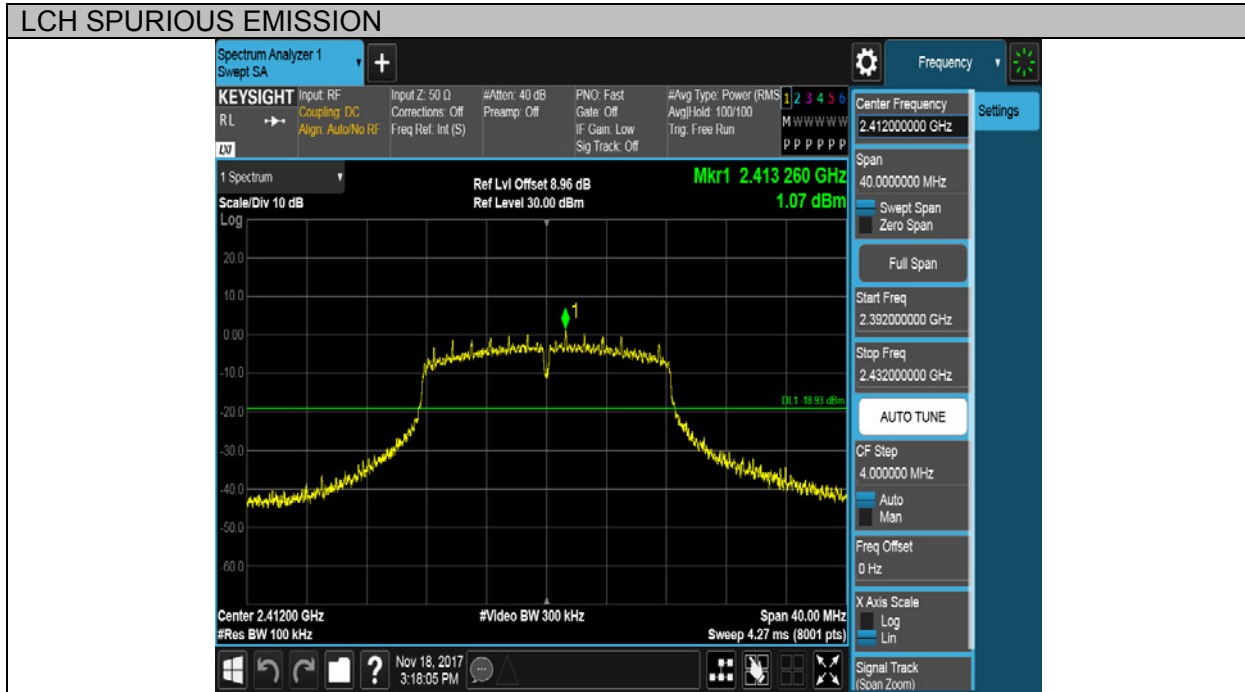 LCH SPURIOUS EMISSION
Spectrum Analyzer 1
Swept SA
+
Frequency
KEYSIGHT
RL
LXI
Input: RF
Coupling: DC
Align: Auto/No RF
Input Z: 50 Ω
Corrections: Off
Freq Ref: Int (S)
#Atten: 40 dB
Preamp: Off
PNO: Fast
Gate: Off
IF Gain: Low
Sig Track: Off
#Avg Type: Power (RMS
Avg|Hold: 100/100
Trig: Free Run
1 2 3 4 5 6
M W W W W W
P P P P P P
1 Spectrum
Scale/Div 10 dB
Log
Ref Lvl Offset 8.96 dB
Ref Level 30.00 dBm
Mkr1 2.413 260 GHz
1.07 dBm
20.0
10.0
0.00
-10.0
-20.0
-30.0
-40.0
-50.0
-60.0
1
DL1 -18.93 dBm
Center 2.41200 GHz
#Res BW 100 kHz
#Video BW 300 kHz
Span 40.00 MHz
Sweep 4.27 ms (8001 pts)
?
Nov 18, 2017
3:18:05 PM
Center Frequency
2.412000000 GHz
Span
40.0000000 MHz
Swept Span
Zero Span
Full Span
Start Freq
2.392000000 GHz
Stop Freq
2.432000000 GHz
AUTO TUNE
CF Step
4.000000 MHz
Auto
Man
Freq Offset
0 Hz
X Axis Scale
Log
Lin
Signal Track
(Span Zoom)
Settings